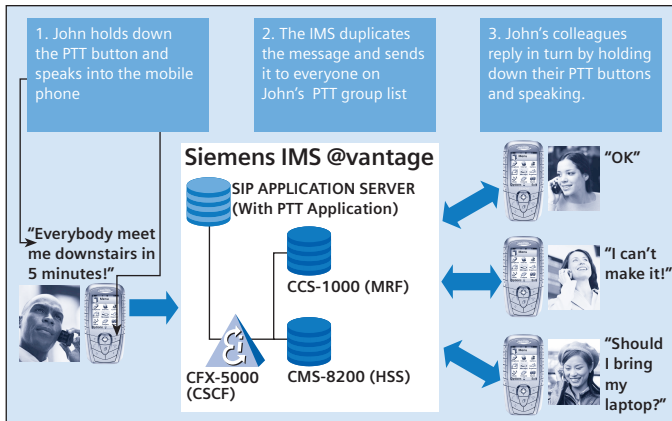 1. John holds down
the PTT button and
speaks into the mobile
phone
2. The IMS duplicates
the message and sends
it to everyone on
John's PTT group list
3. John's colleagues
reply in turn by holding
down their PTT buttons
and speaking.
Siemens IMS @vantage
SIP APPLICATION SERVER
(With PTT Application)
CCS-1000 (MRF)
CFX-5000
(CSCF)
CMS-8200 (HSS)
"Everybody meet
me downstairs in
5 minutes!"
"OK"
"I can't
make it!"
"Should
I bring
my
laptop?"